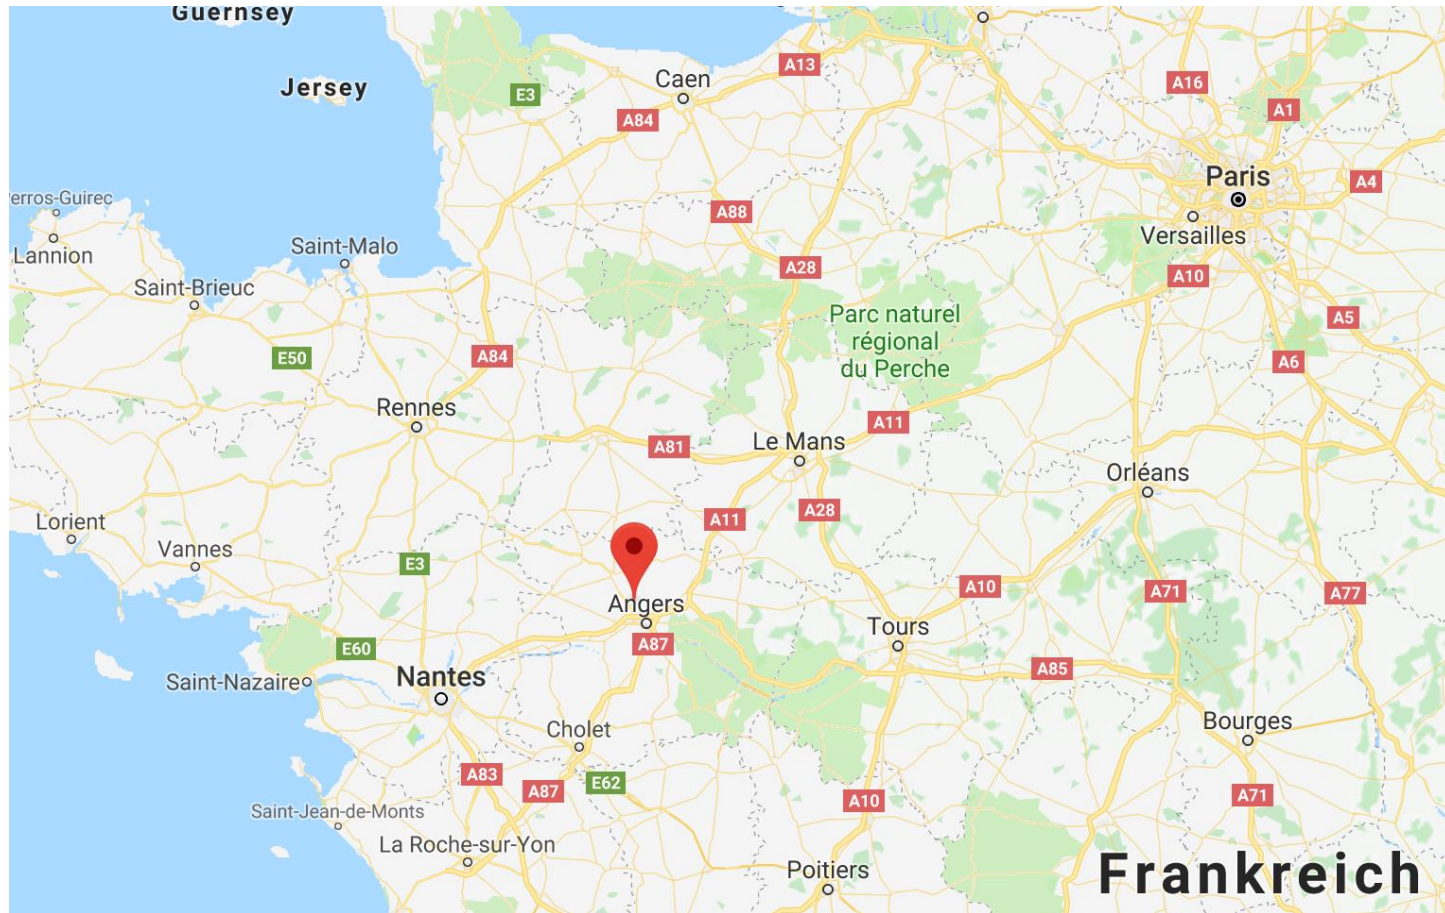 Guernsey
Jersey
Caen
A13
A16
A1
E3
A84
Paris
A4
Perros-Guirec
A88
Versailles
Lannion
Saint-Malo
A28
A10
Saint-Brieuc
Parc naturel
régional
du Perche
A5
E50
A84
A6
Rennes
A11
A81
Le Mans
Orléans
Lorient
A11
A28
Vannes
E3
A10
A71
A77
Angers
Tours
A87
E60
Saint-Nazaire
Nantes
A85
Cholet
Bourges
A83
A87
E62
A10
A71
Saint-Jean-de-Monts
La Roche-sur-Yon
Poitiers
Frankreich